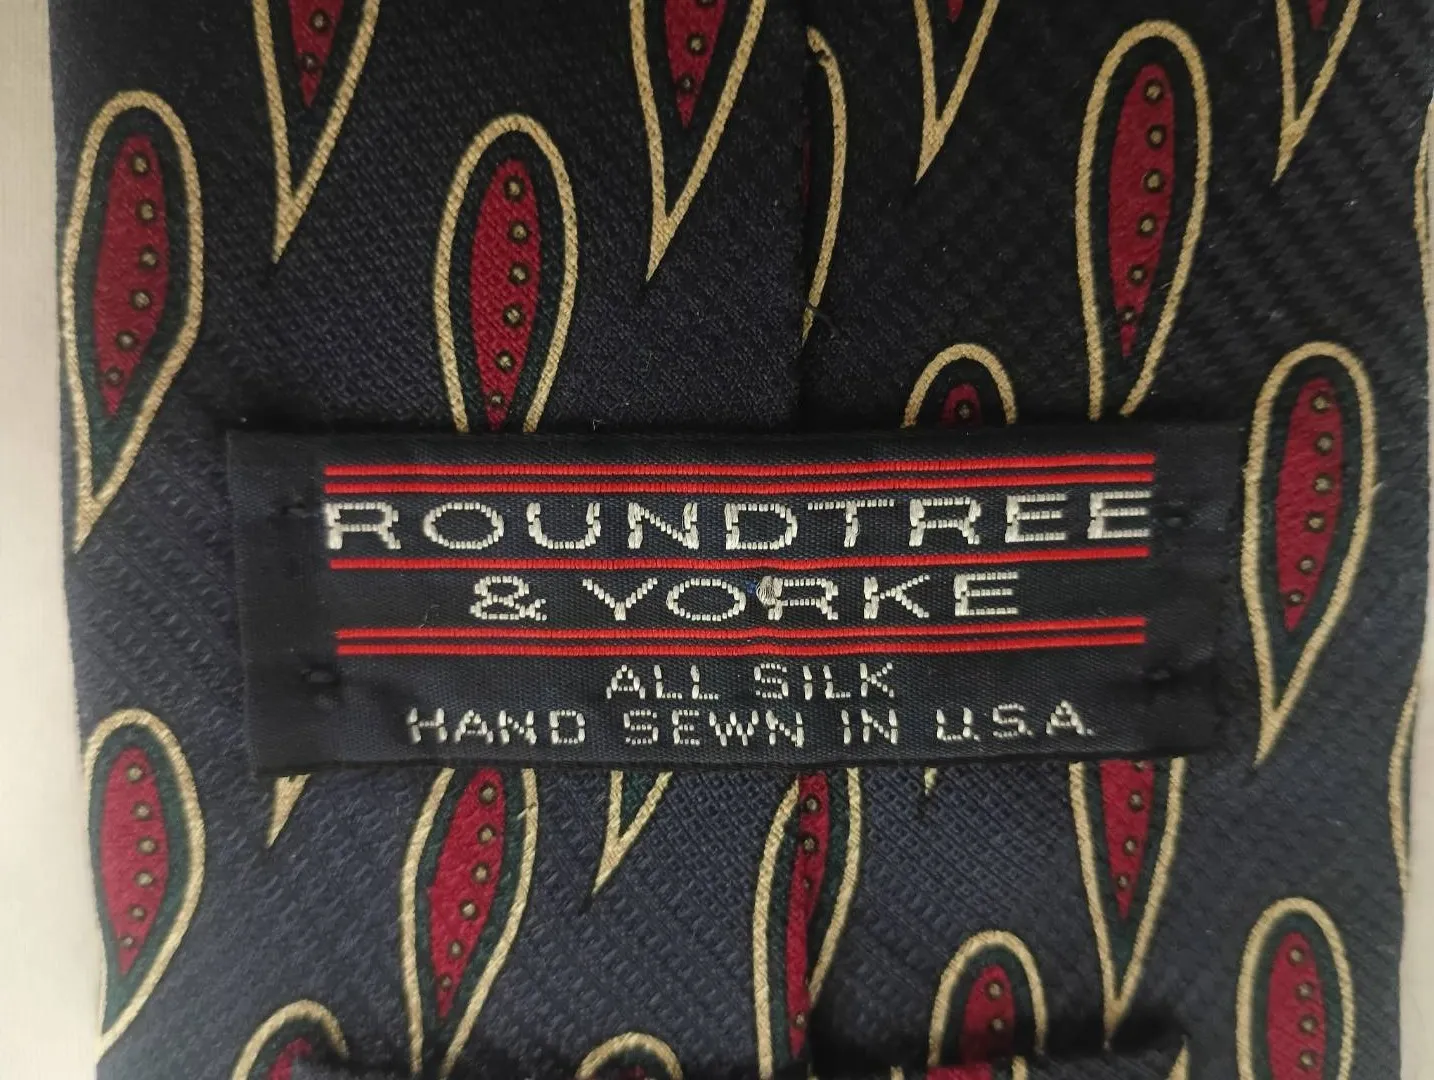 ROUNDTREE
& YORKE
ALL SILK
HAND SEWN IN U.S.A.